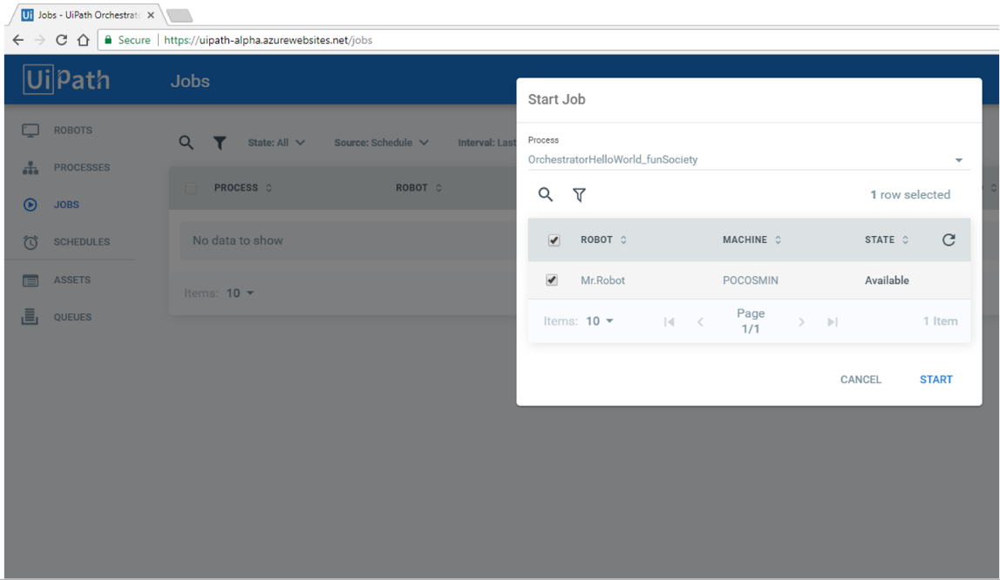 Jobs - UiPath Orchestrato
Secure | https://uipath-alpha.azurewebsites.net/jobs
UiPath
Jobs
ROBOTS
PROCESSES
JOBS
SCHEDULES
ASSETS
QUEUES
State: All Source: Schedule Interval: Last
PROCESS ROBOT
No data to show
Items: 10
Start Job
Process
OrchestratorHelloWorld_funSociety
1 row selected
ROBOT MACHINE STATE
Mr.Robot POCOSMIN Available
Items: 10 Page 1/1 1 Item
CANCEL START